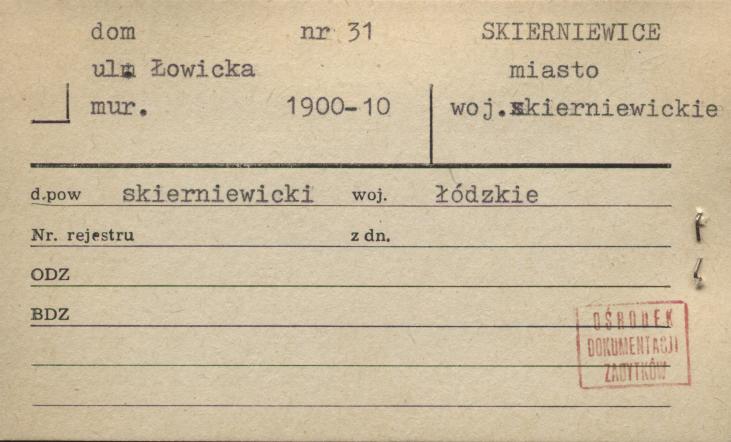 dom nr 31 SKIERNIEWICE
ul. Łowicka miasto
mur. 1900-10 woj.skierniewickie
d.pow skierniewicki woj. łódzkie
Nr. rejestru z dn.
ODZ
BDZ
OŚRODEK
DOKUMENTACJI
ZABYTKÓW